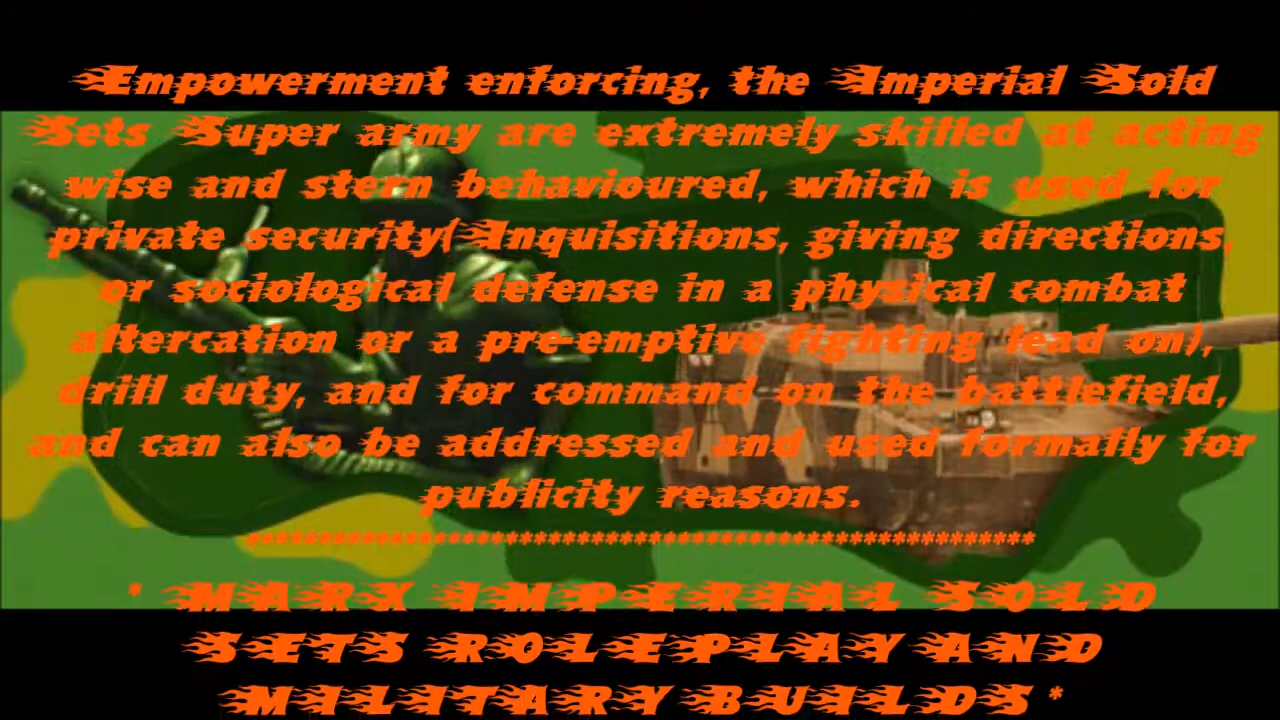 Empowerment enforcing, the Imperial Sold
Sets Super army are extremely skilled at acting
wise and stern behavioured, which is used for
private security( Inquisitions, giving directions,
or sociological defense in a physical combat
altercation or a pre-emptive fighting lead on),
drill duty, and for command on the battlefield,
and can also be addressed and used formally for
publicity reasons.
*******************************************************
* MARX IMPERIAL SOLD
SETS ROLEPLAY AND
MILITARY BUILDS *